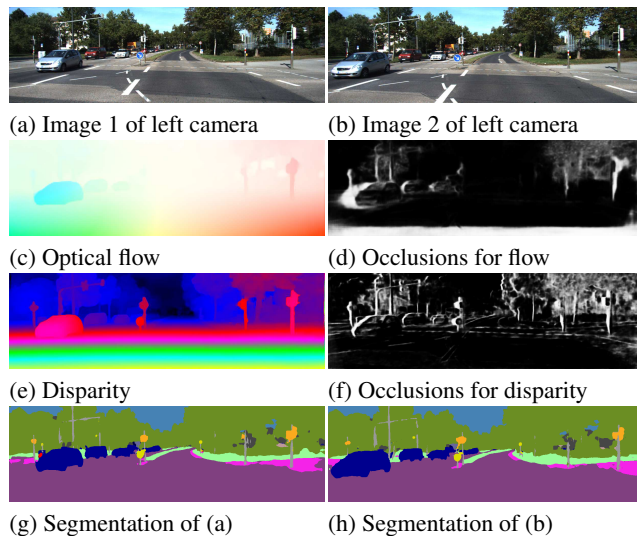 (a) Image 1 of left camera
(b) Image 2 of left camera
(c) Optical flow
(d) Occlusions for flow
(e) Disparity
(f) Occlusions for disparity
(g) Segmentation of (a)
(h) Segmentation of (b)